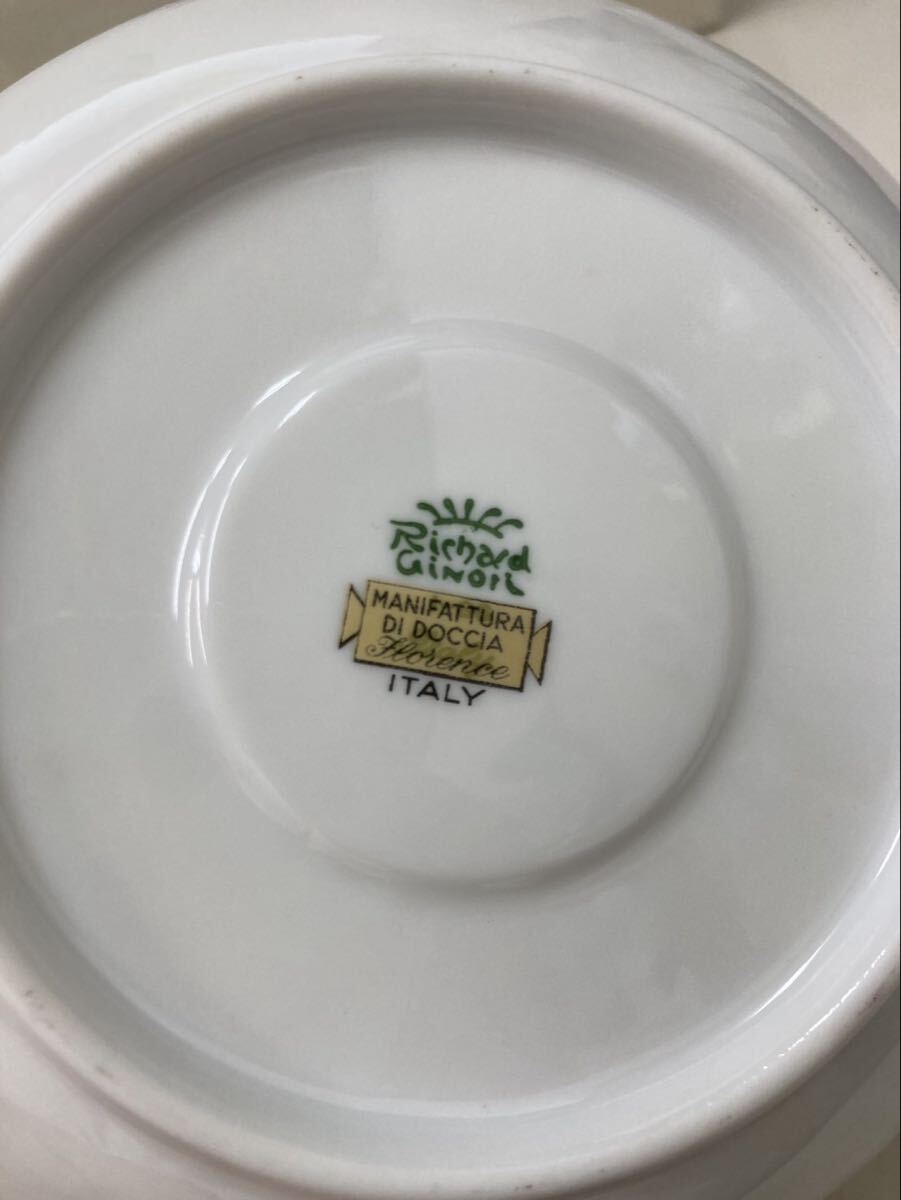 Richard
GINORI
MANIFATTURA
DI DOCCIA
Florence
ITALY